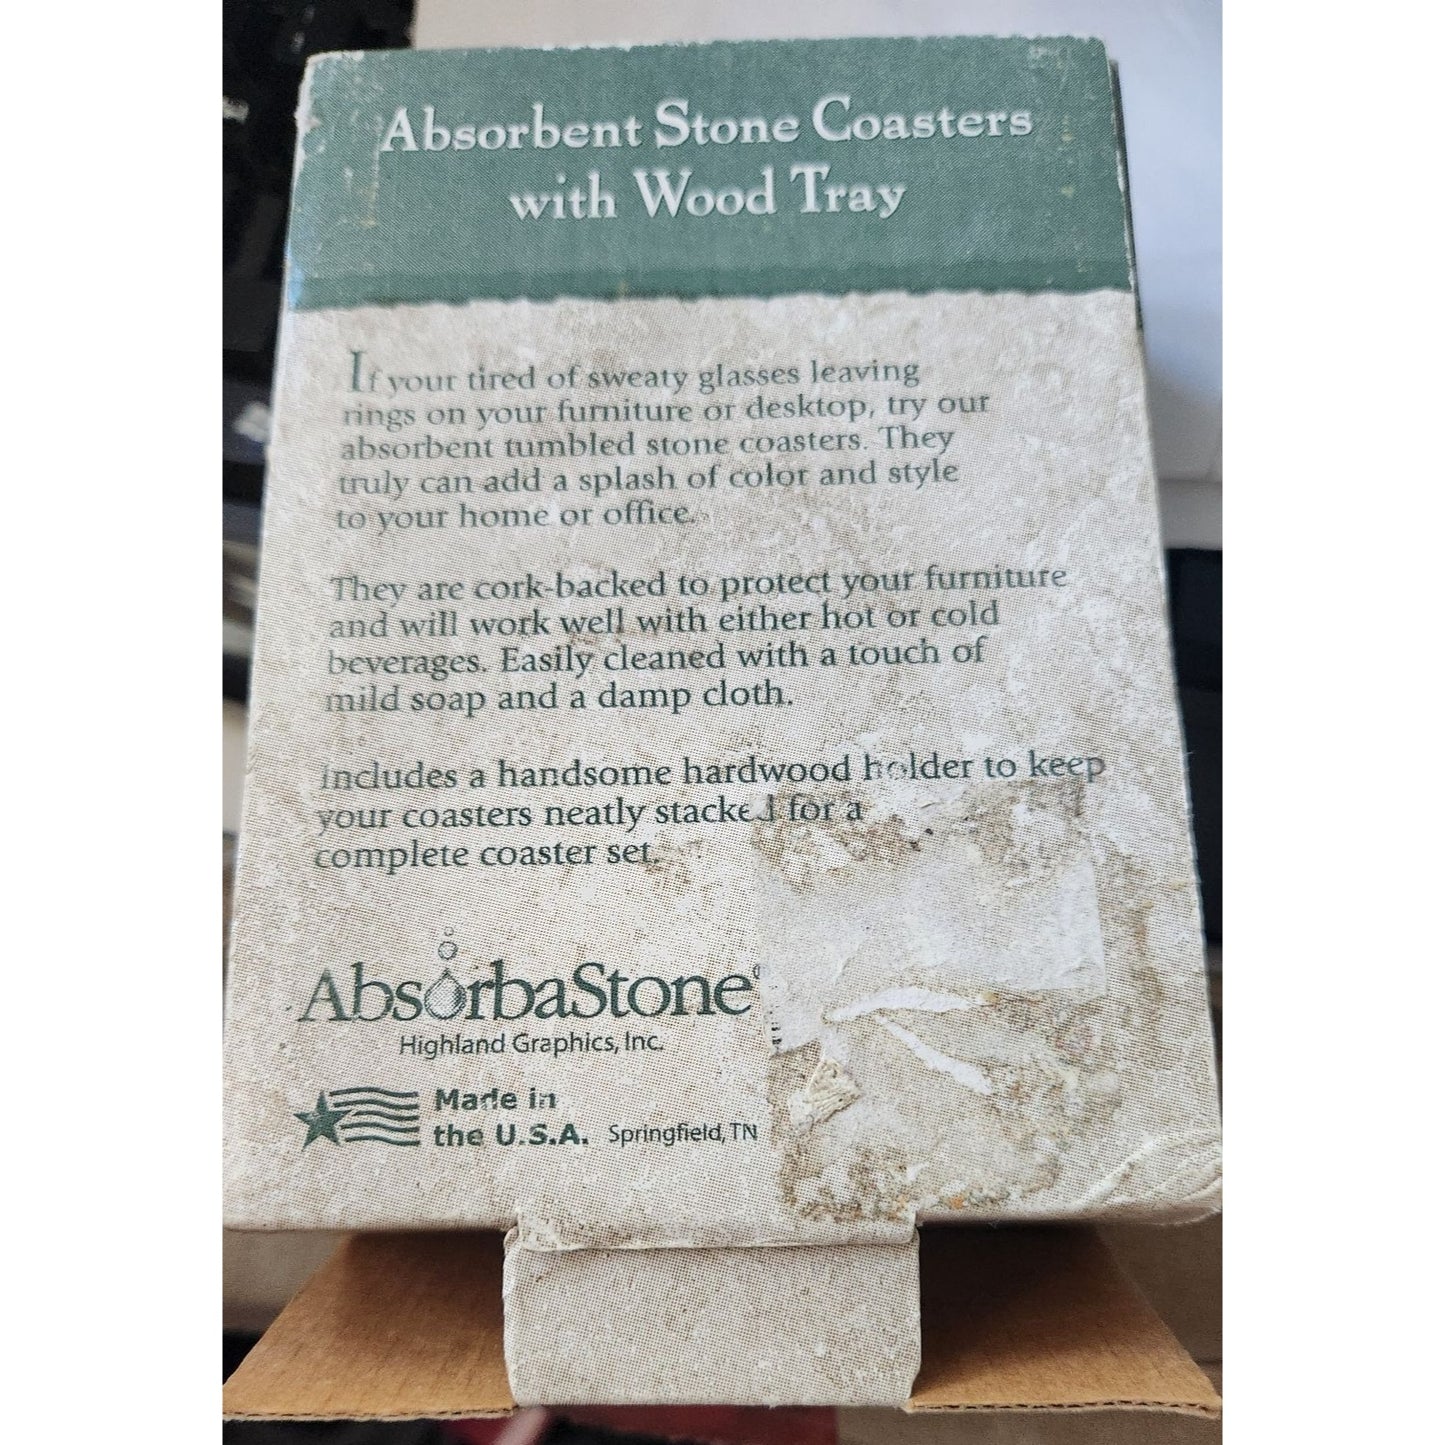 Absorbent Stone Coasters
with Wood Tray
If your tired of sweaty glasses leaving
rings on your furniture or desktop, try our
absorbent tumbled stone coasters. They
truly can add a splash of color and style
to your home or office.
They are cork-backed to protect your furniture
and will work well with either hot or cold
beverages. Easily cleaned with a touch of
mild soap and a damp cloth.
includes a handsome hardwood holder to keep
your coasters neatly stacked for a
complete coaster set.
AbsorbaStone®
Highland Graphics, Inc.
Made in
the U.S.A. Springfield, TN